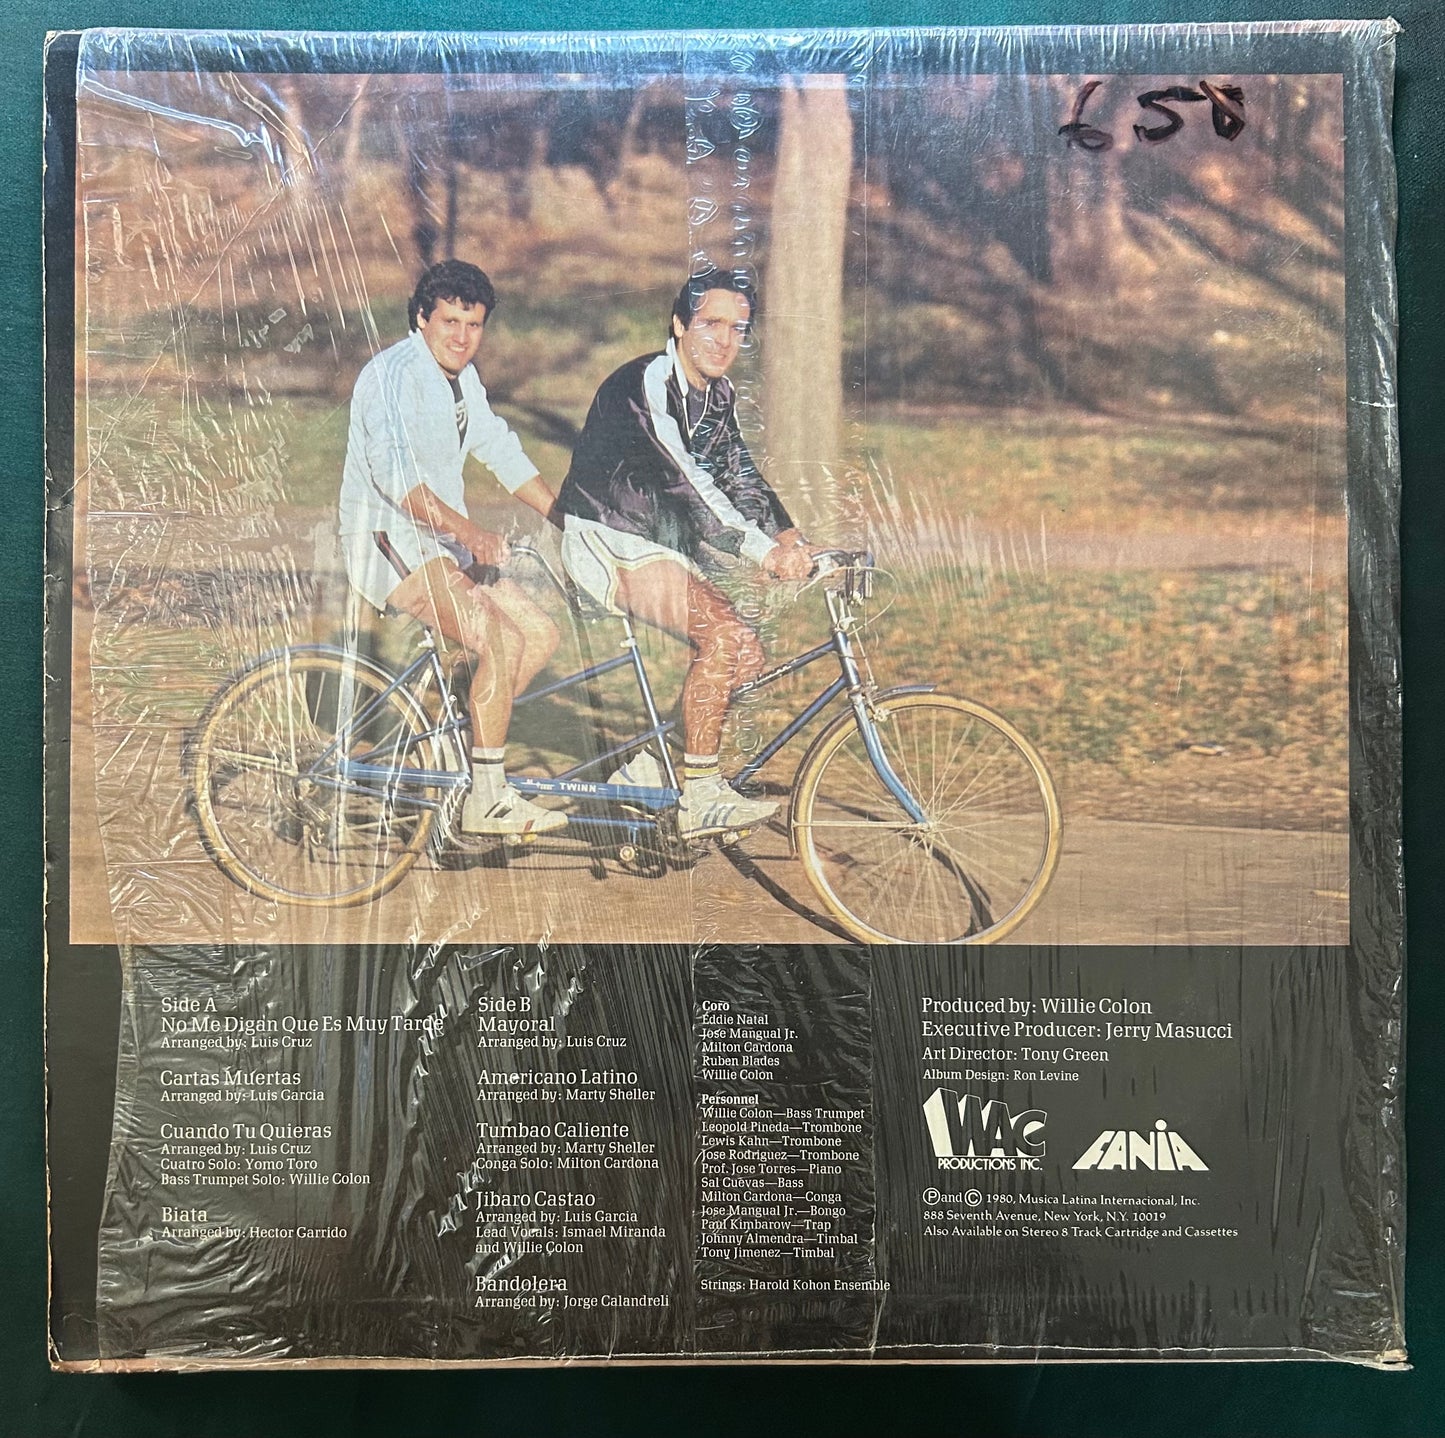 658
TWINN
Side A
No Me Digan Que Es Muy Tarde
Arranged by: Luis Cruz
Cartas Muertas
Arranged by: Luis Garcia
Cuando Tu Quieras
Arranged by: Luis Cruz
Cuatro Solo: Yomo Toro
Bass Trumpet Solo: Willie Colon
Biata
Arranged by: Hector Garrido
Side B
Mayoral
Arranged by: Luis Cruz
Americano Latino
Arranged by: Marty Sheller
Tumbao Caliente
Arranged by: Marty Sheller
Conga Solo: Milton Cardona
Jibaro Castao
Arranged by: Luis Garcia
Lead Vocals: Ismael Miranda
and Willie Colon
Bandolera
Arranged by: Jorge Calandreli
Coro
Eddie Natal
Jose Mangual Jr.
Milton Cardona
Ruben Blades
Willie Colon
Personnel
Willie Colon—Bass Trumpet
Leopold Pineda—Trombone
Lewis Kahn—Trombone
Jose Rodriguez—Trombone
Prof. Jose Torres—Piano
Sal Cuevas—Bass
Milton Cardona—Conga
Jose Mangual Jr.—Bongo
Paul Kimbarow—Trap
Johnny Almendra—Timbal
Tony Jimenez—Timbal
Strings: Harold Kohon Ensemble
Produced by: Willie Colon
Executive Producer: Jerry Masucci
Art Director: Tony Green
Album Design: Ron Levine
WAC
PRODUCTIONS INC.
FANIA
Ⓟ and © 1980, Musica Latina Internacional, Inc.
888 Seventh Avenue, New York, N.Y. 10019
Also Available on Stereo 8 Track Cartridge and Cassettes